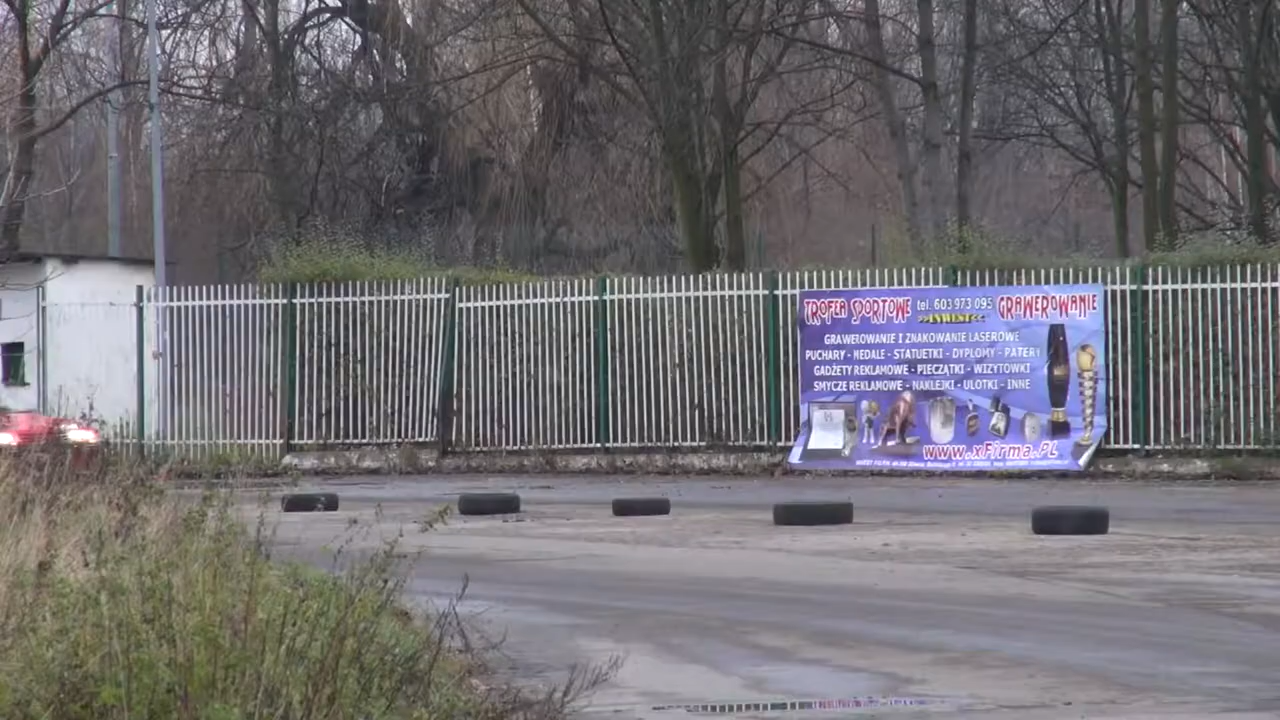 TROFEA SPORTOWE tel. 603 973 095 GRAWEROWANIE
>>INWEST<<
GRAWEROWANIE I ZNAKOWANIE LASEROWE
PUCHARY - MEDALE - STATUETKI - DYPLOMY - PATERY
GADŻETY REKLAMOWE - PIECZĄTKI - WIZYTÓWKI
SMYCZE REKLAMOWE - NAKLEJKI - ULOTKI - INNE
www.xFirma.PL